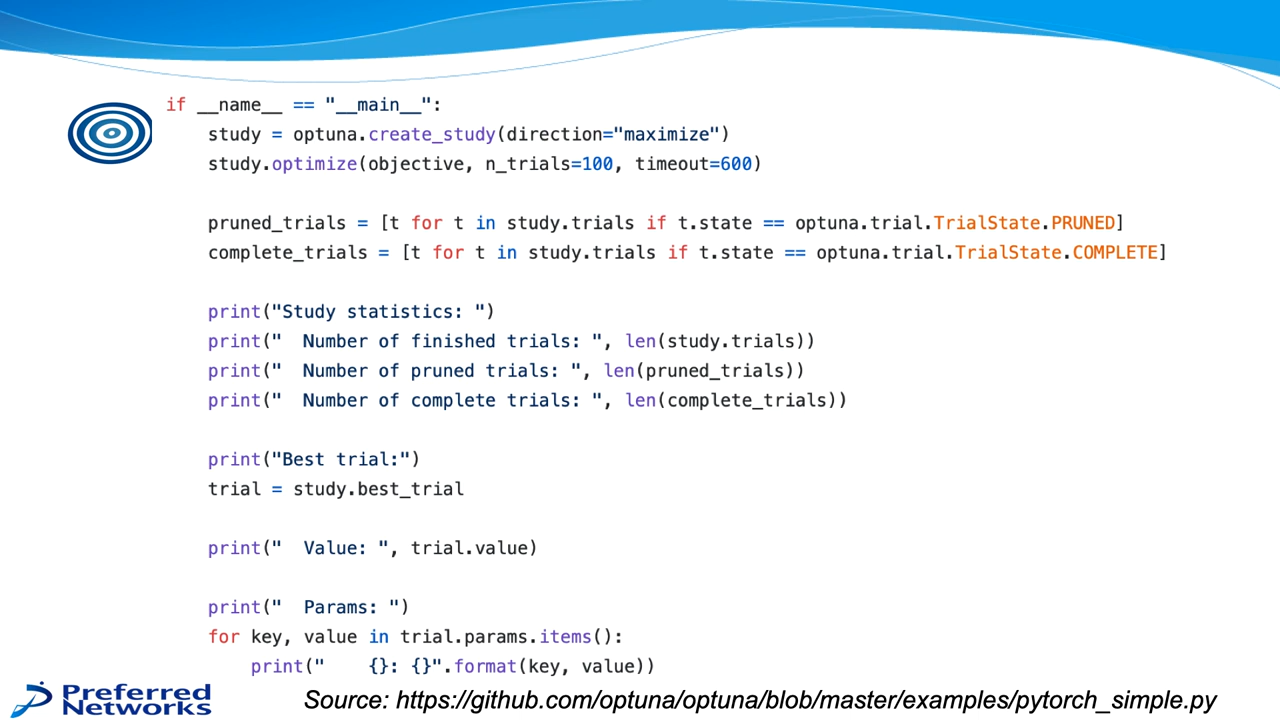 if __name__ == "__main__":
    study = optuna.create_study(direction="maximize")
    study.optimize(objective, n_trials=100, timeout=600)
    pruned_trials = [t for t in study.trials if t.state == optuna.trial.TrialState.PRUNED]
    complete_trials = [t for t in study.trials if t.state == optuna.trial.TrialState.COMPLETE]
    print("Study statistics: ")
    print("  Number of finished trials: ", len(study.trials))
    print("  Number of pruned trials: ", len(pruned_trials))
    print("  Number of complete trials: ", len(complete_trials))
    print("Best trial:")
    trial = study.best_trial
    print("  Value: ", trial.value)
    print("  Params: ")
    for key, value in trial.params.items():
        print("    {}: {}".format(key, value))
Preferred
Networks
Source: https://github.com/optuna/optuna/blob/master/examples/pytorch_simple.py